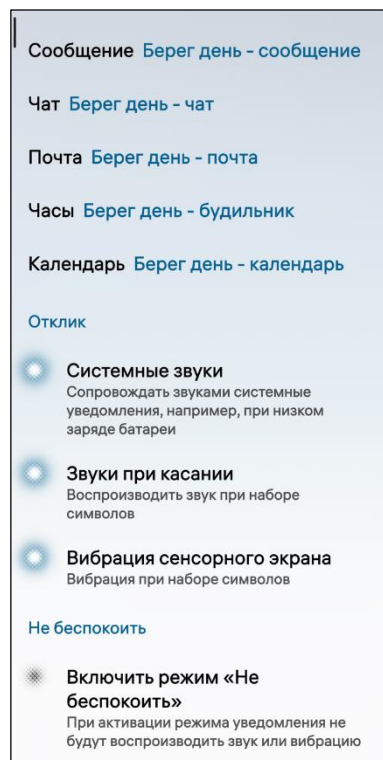 Сообщение Берег день - сообщение
Чат Берег день - чат
Почта Берег день - почта
Часы Берег день - будильник
Календарь Берег день - календарь
Отклик
Системные звуки
Сопровождать звуками системные
уведомления, например, при низком
заряде батареи
Звуки при касании
Воспроизводить звук при наборе
символов
Вибрация сенсорного экрана
Вибрация при наборе символов
Не беспокоить
Включить режим «Не
беспокоить»
При активации режима уведомления не
будут воспроизводить звук или вибрацию